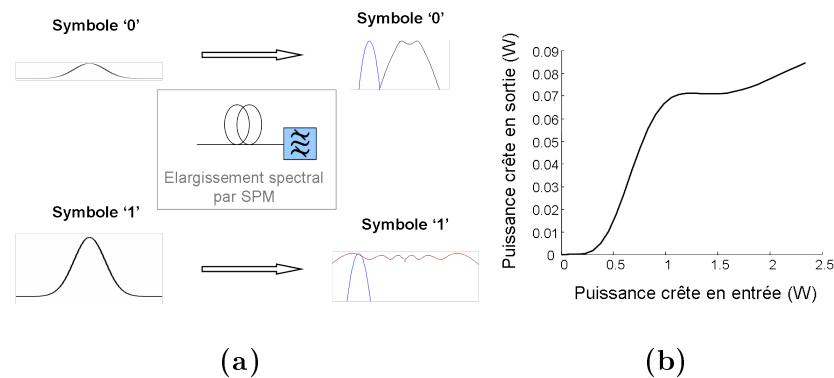 Symbole ‘0’
Symbole ‘0’
Elargissement spectral
par SPM
Symbole ‘1’
Symbole ‘1’
(a)
b)
Puissance crête en sortie (W)
0.09
0.08
0.07
0.06
0.05
0.04
0.03
0.02
0.01
0
0 0.5 1 1.5 2 2.5
Puissance crête en entrée (W)
(b)